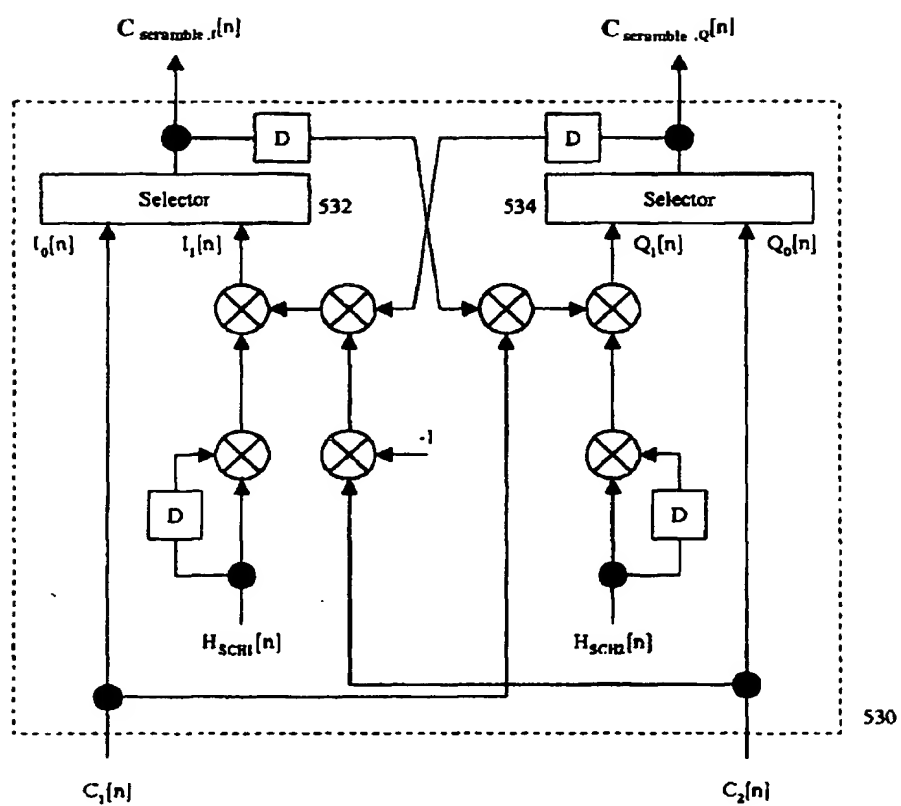 C scramble ,I[n]
C scramble ,Q[n]
D
D
Selector
532
534
Selector
I0[n]
I1[n]
Q1[n]
Q0[n]
-1
D
D
HSCH1[n]
HSCH2[n]
530
C1[n]
C2[n]